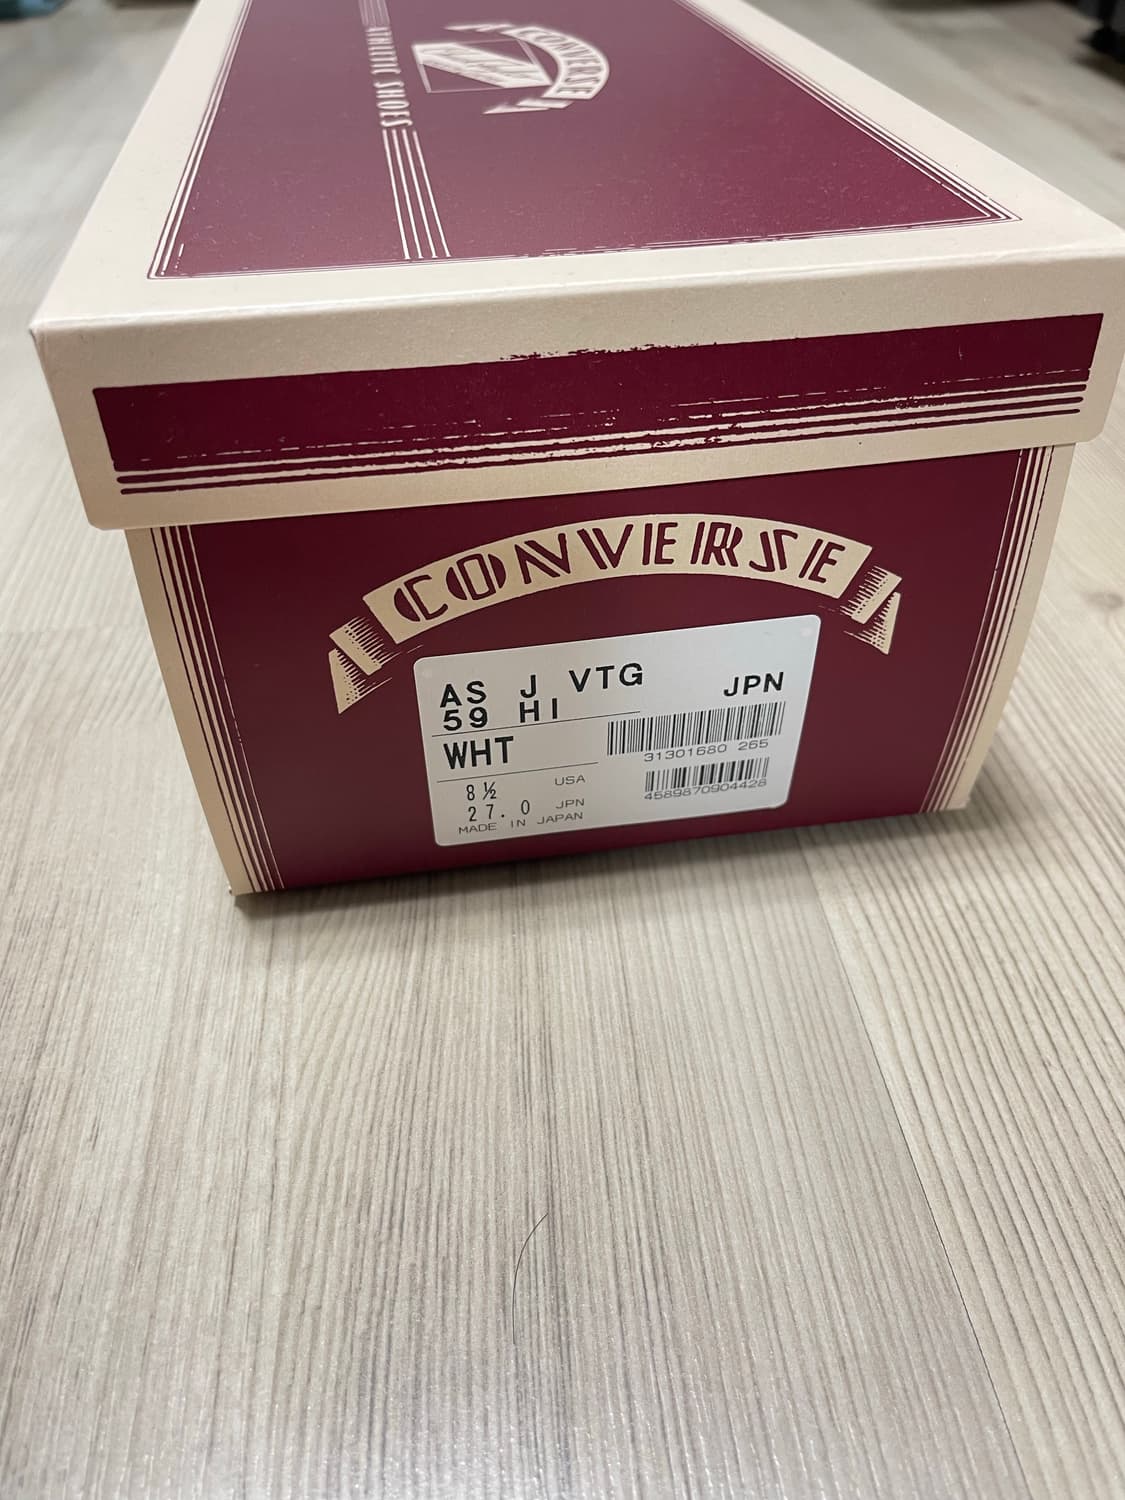 CONVERSE
ATHLETIC SHOES
CONVERSE
AS J VTG
59 HI
JPN
WHT
31301680 265
8½ USA
27.0 JPN
4589870904428
MADE IN JAPAN